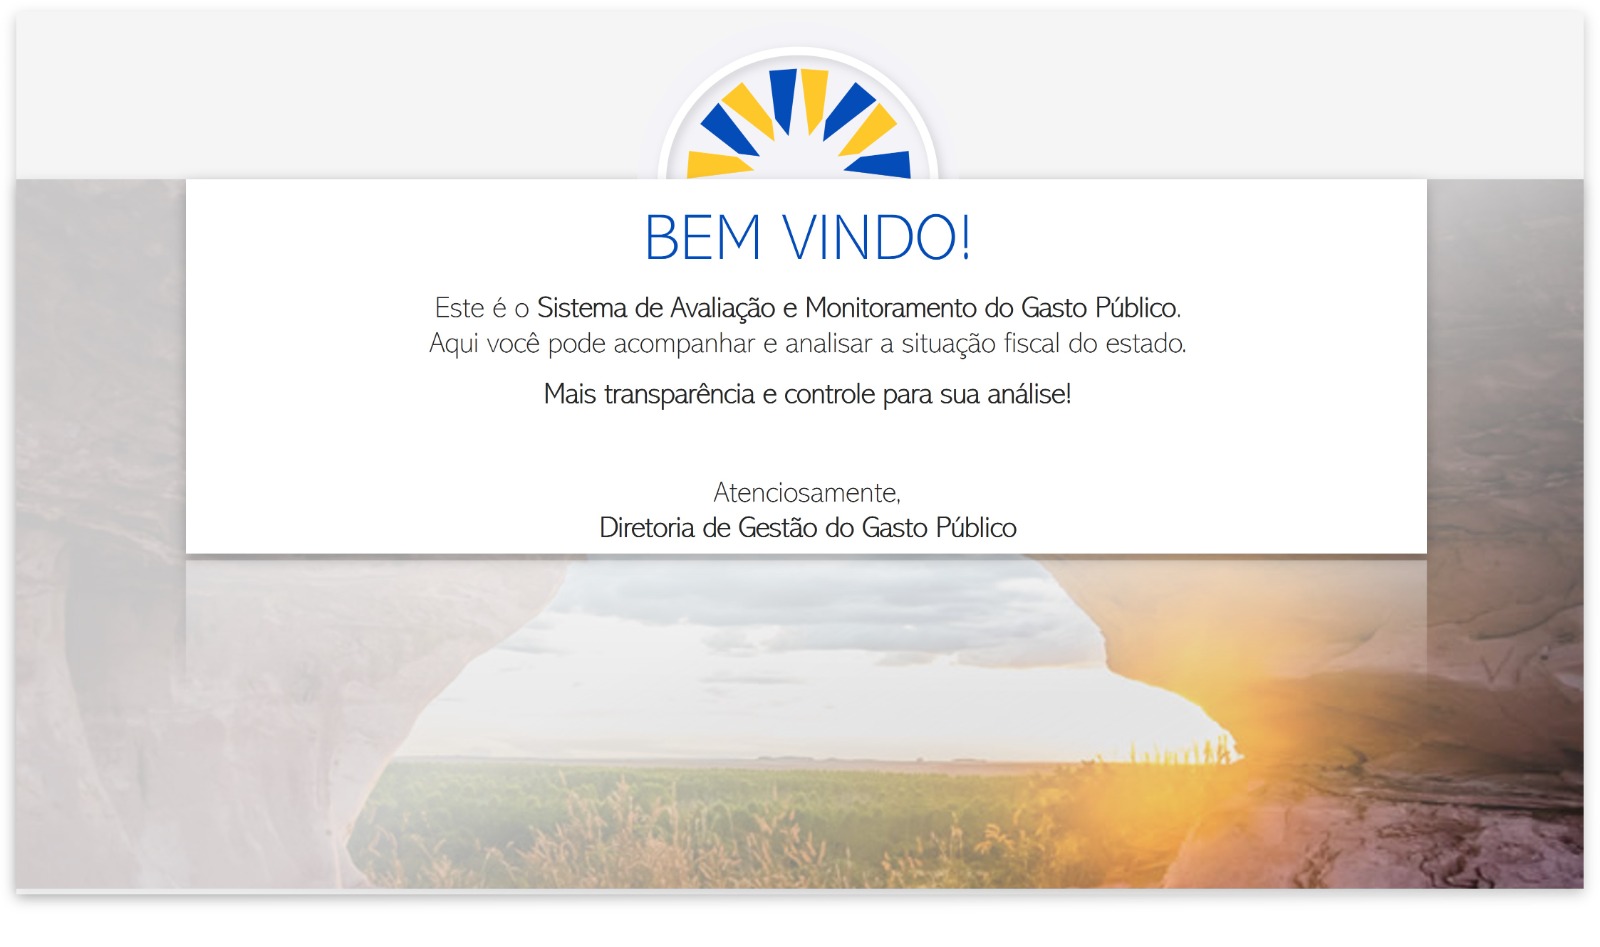 BEM VINDO!
Este é o Sistema de Avaliação e Monitoramento do Gasto Público.
Aqui você pode acompanhar e analisar a situação fiscal do estado.
Mais transparência e controle para sua análise!
Atenciosamente,
Diretoria de Gestão do Gasto Público